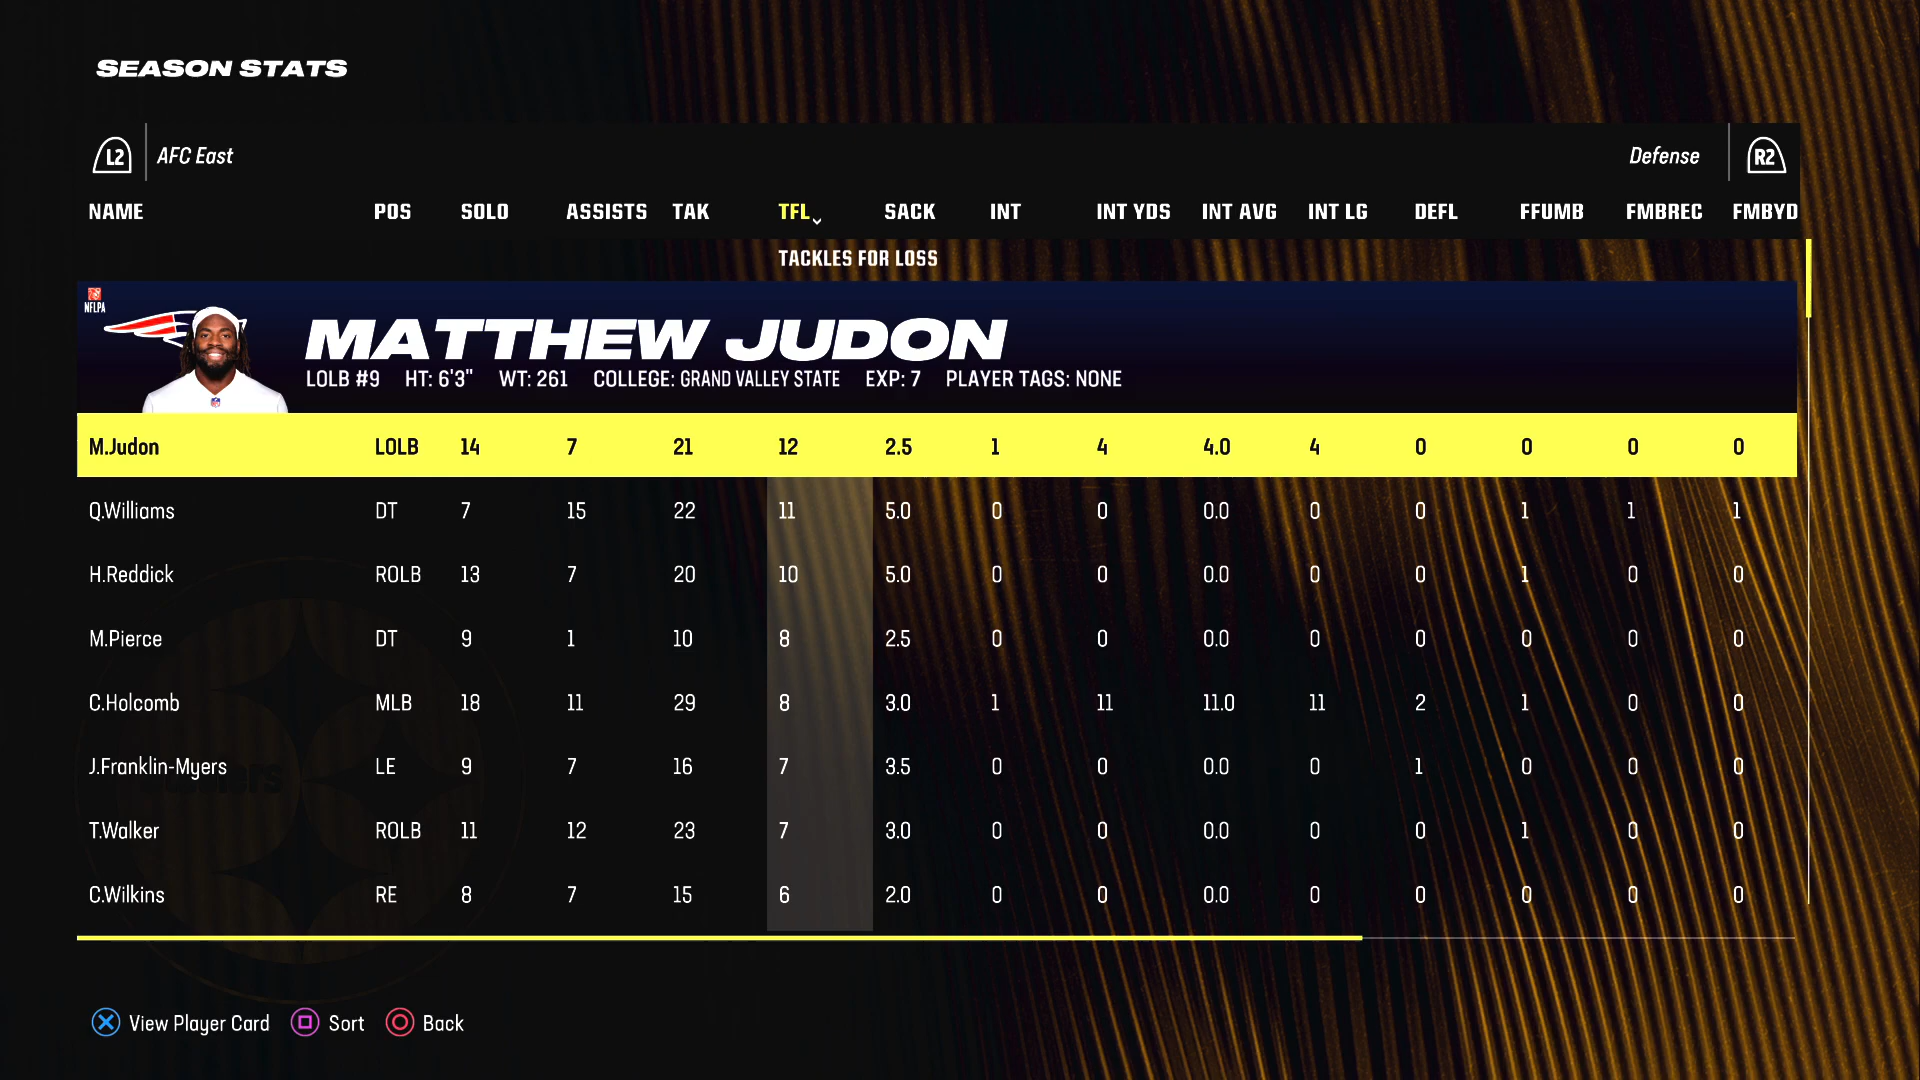 SEASON STATS
L2 AFC East Defense R2
NAME POS SOLO ASSISTS TAK TFL SACK INT INT YDS INT AVG INT LG DEFL FFUMB FMBREC FMBYD
TACKLES FOR LOSS
NFLPA
MATTHEW JUDON
LOLB #9 HT: 6'3" WT: 261 COLLEGE: GRAND VALLEY STATE EXP: 7 PLAYER TAGS: NONE
M.Judon LOLB 14 7 21 12 2.5 1 4 4.0 4 0 0 0 0
Q.Williams DT 7 15 22 11 5.0 0 0 0.0 0 0 1 1 1
H.Reddick ROLB 13 7 20 10 5.0 0 0 0.0 0 0 1 0 0
M.Pierce DT 9 1 10 8 2.5 0 0 0.0 0 0 0 0 0
C.Holcomb MLB 18 11 29 8 3.0 1 11 11.0 11 2 1 0 0
J.Franklin-Myers LE 9 7 16 7 3.5 0 0 0.0 0 1 0 0 0
T.Walker ROLB 11 12 23 7 3.0 0 0 0.0 0 0 1 0 0
C.Wilkins RE 8 7 15 6 2.0 0 0 0.0 0 0 0 0 0
View Player Card Sort Back